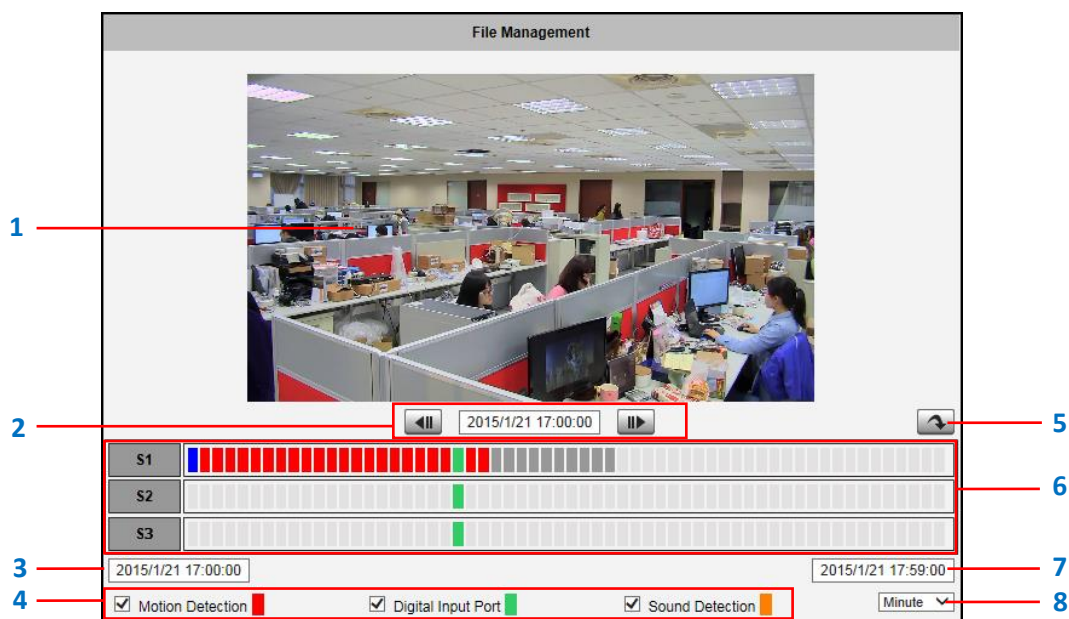 File Management
1
2
2015/1/21 17:00:00
5
S1
6
S2
S3
3
2015/1/21 17:00:00
2015/1/21 17:59:00
7
4
Motion Detection
Digital Input Port
Sound Detection
Minute
8